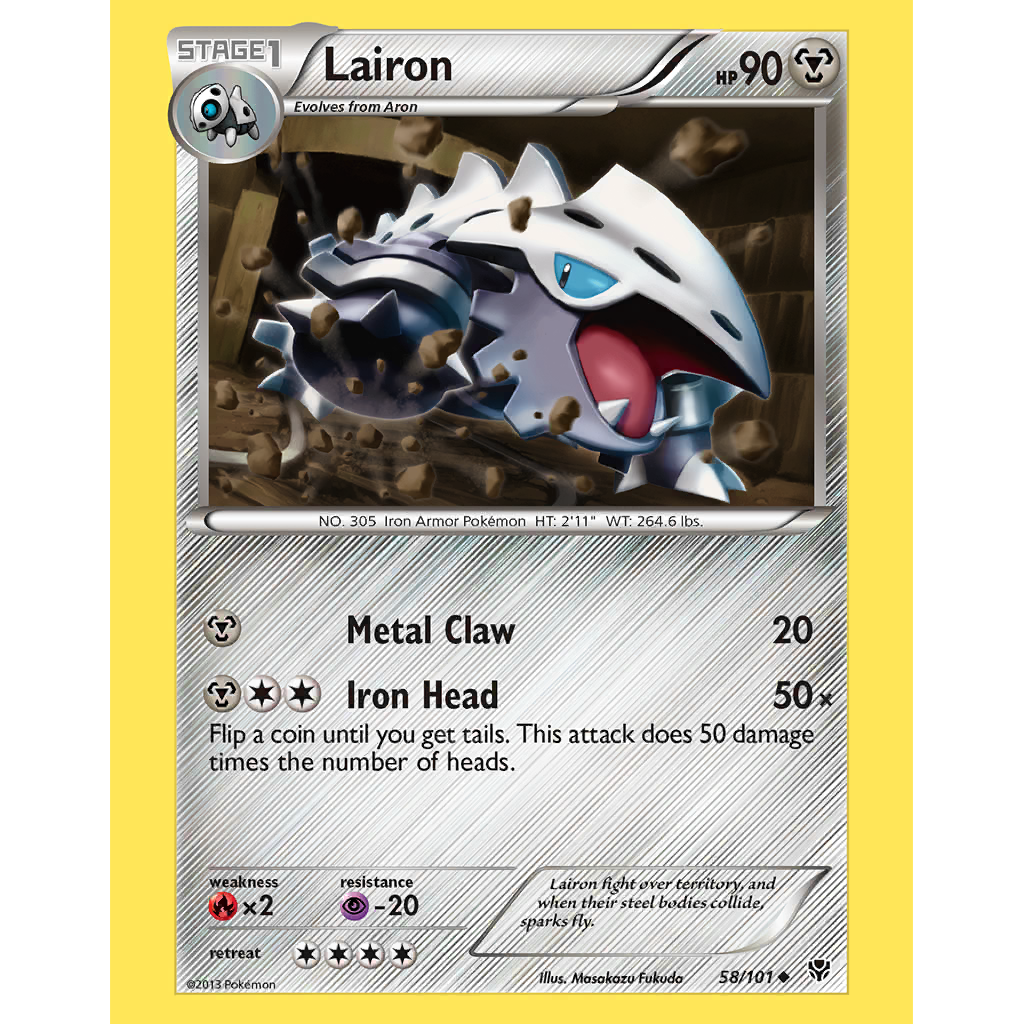 STAGE1
Lairon
HP 90
Evolves from Aron
NO. 305 Iron Armor Pokémon HT: 2'11" WT: 264.6 lbs.
Metal Claw 20
Iron Head 50×
Flip a coin until you get tails. This attack does 50 damage
times the number of heads.
weakness
×2
resistance
-20
retreat
Lairon fight over territory, and
when their steel bodies collide,
sparks fly.
Illus. Masakazu Fukuda
58/101
©2013 Pokémon